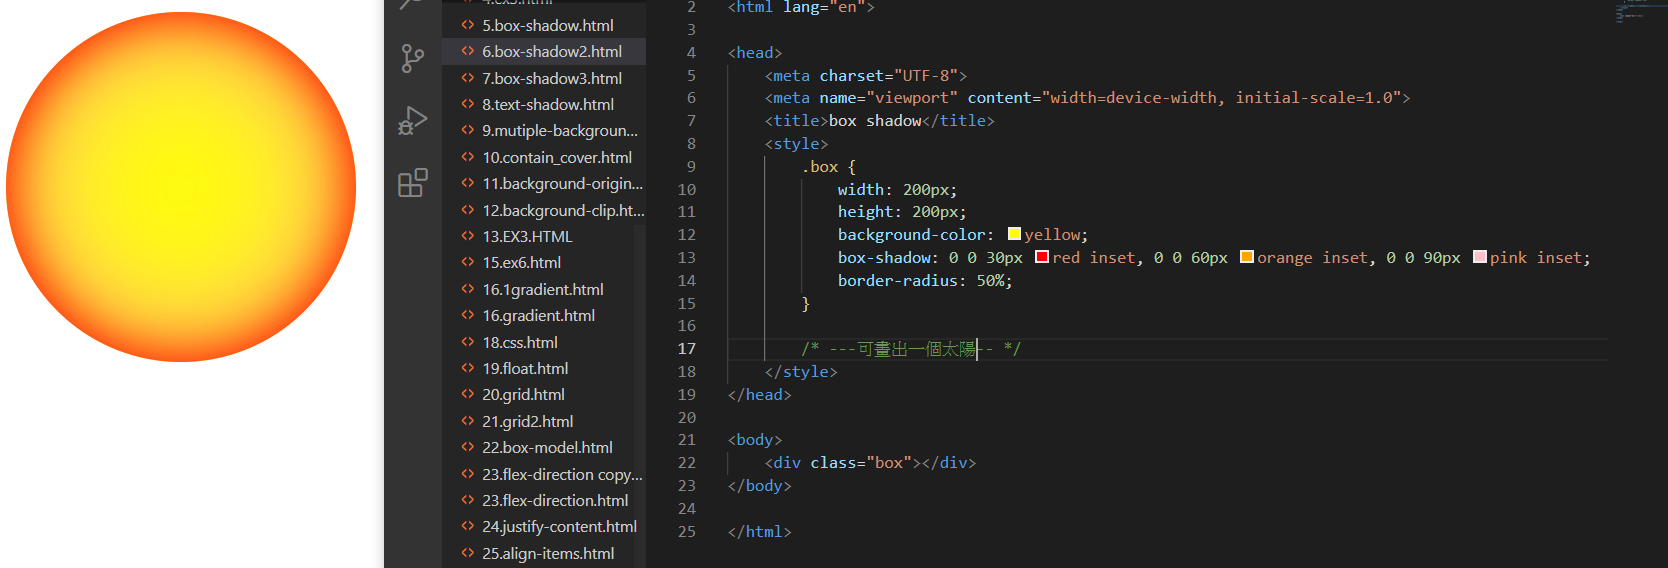 4.ex3.html
5.box-shadow.html
6.box-shadow2.html
7.box-shadow3.html
8.text-shadow.html
9.mutiple-backgroun...
10.contain_cover.html
11.background-origin...
12.background-clip.ht...
13.EX3.HTML
15.ex6.html
16.1gradient.html
16.gradient.html
18.css.html
19.float.html
20.grid.html
21.grid2.html
22.box-model.html
23.flex-direction copy...
23.flex-direction.html
24.justify-content.html
25.align-items.html
2 <html lang="en">
3
4 <head>
5 <meta charset="UTF-8">
6 <meta name="viewport" content="width=device-width, initial-scale=1.0">
7 <title>box shadow</title>
8 <style>
9 .box {
10 width: 200px;
11 height: 200px;
12 background-color: yellow;
13 box-shadow: 0 0 30px red inset, 0 0 60px orange inset, 0 0 90px pink inset;
14 border-radius: 50%;
15 }
16
17 /* ---可畫出一個太陽-- */
18 </style>
19 </head>
20
21 <body>
22 <div class="box"></div>
23 </body>
24
25 </html>